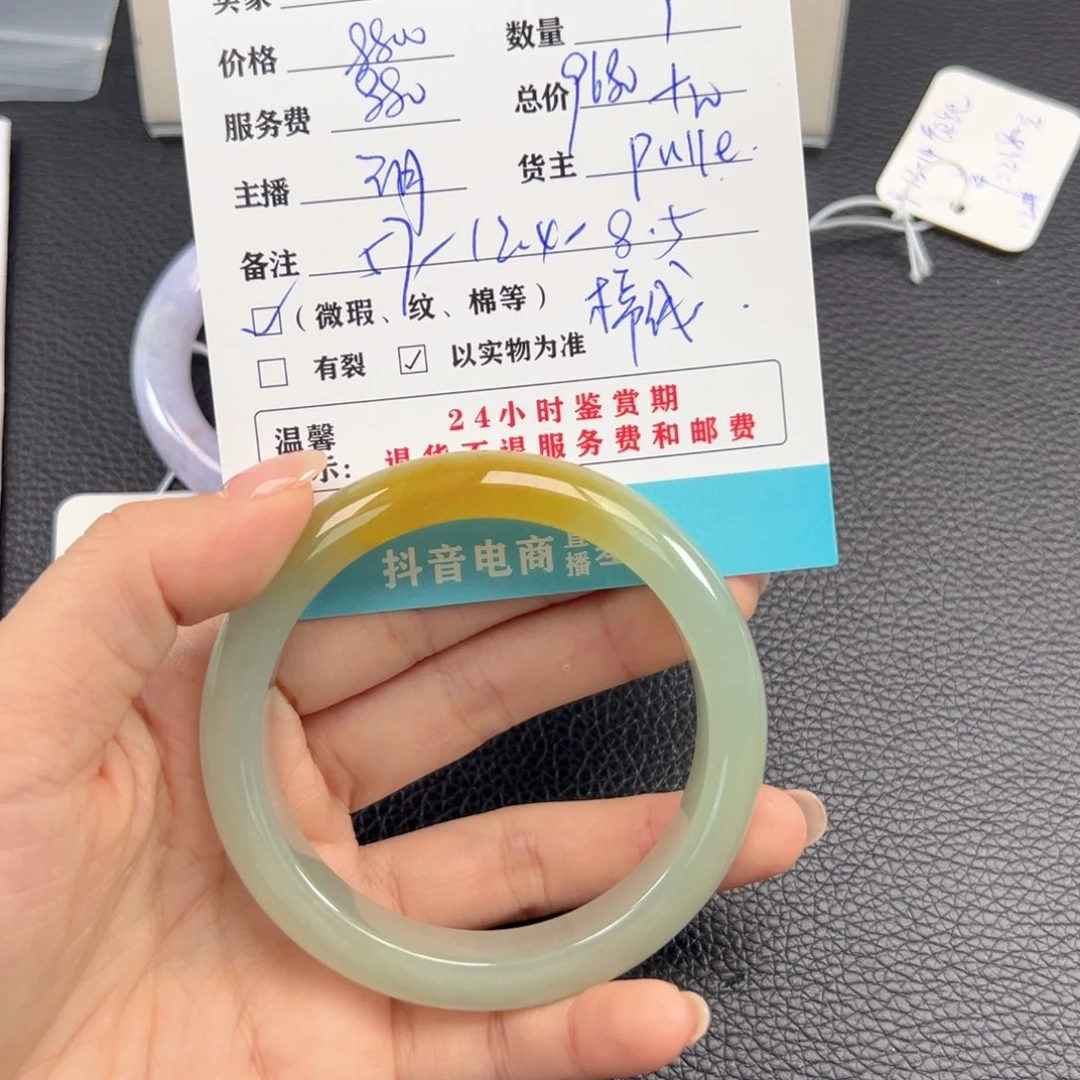 价格 8800 数量 1
服务费 880 总价 9680
主播 货主 pulle.
备注 57/12.4/8.5
☑(微瑕、纹、棉等) 棉线.
☐ 有裂 ☑ 以实物为准
温馨 24小时鉴赏期
示: 退货不退服务费和邮费
抖音电商 直播